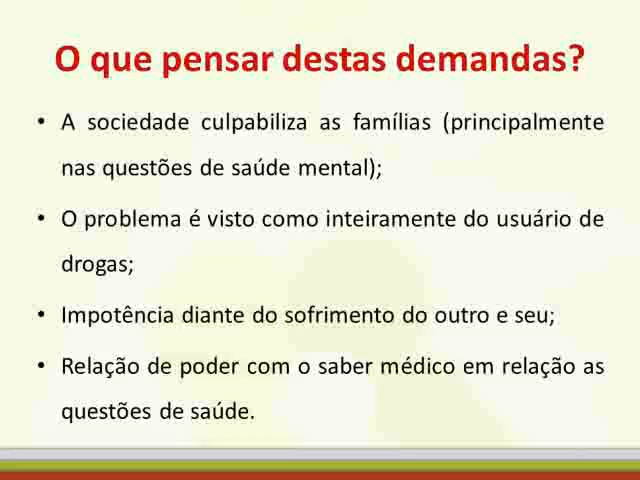 O que pensar destas demandas?
• A sociedade culpabiliza as famílias (principalmente
nas questões de saúde mental);
• O problema é visto como inteiramente do usuário de
drogas;
• Impotência diante do sofrimento do outro e seu;
• Relação de poder com o saber médico em relação as
questões de saúde.